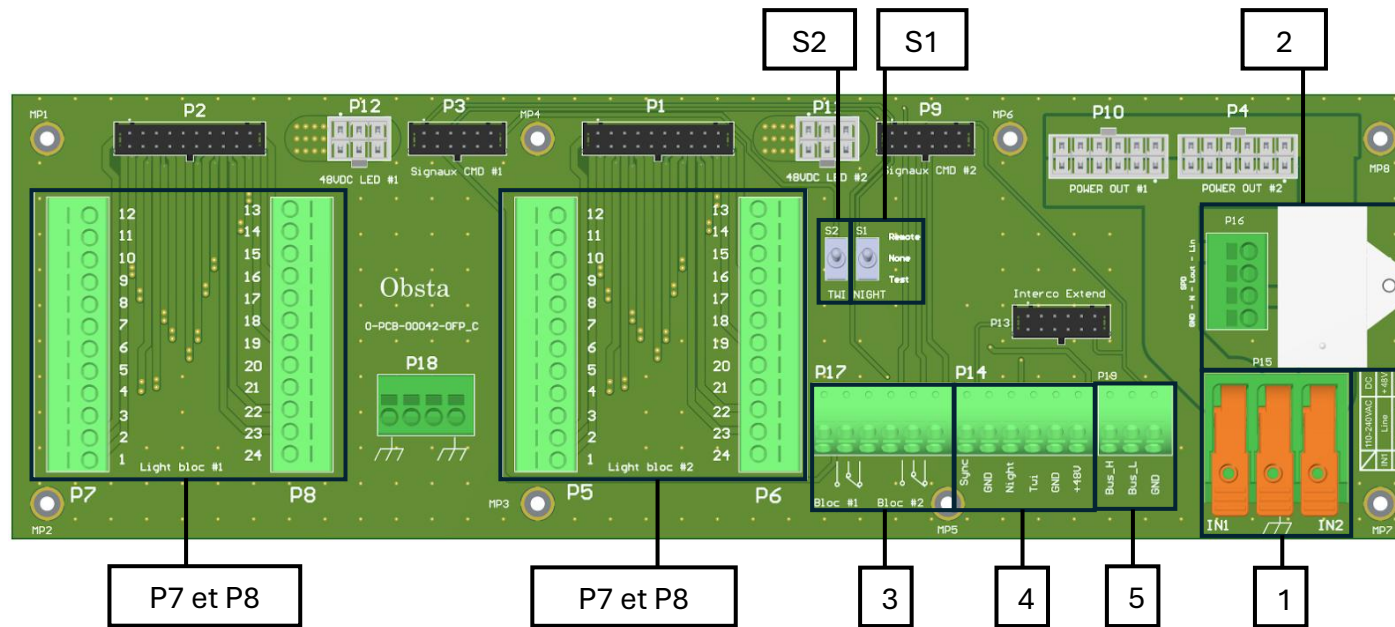 S2
S1
2
MP1
P2
P12
P3
MP4
P1
P11
P9
MP6
P10
P4
MP8
48VDC LED #1
Signaux CMD #1
48VDC LED #2
Signaux CMD #2
POWER OUT #1
POWER OUT #2
12
11
10
9
8
7
6
5
4
3
2
1
13
14
15
16
17
18
19
20
21
22
23
24
Light bloc #1
P7
P8
Obsta
O-PCB-00042-OFP_C
P18
12
11
10
9
8
7
6
5
4
3
2
1
13
14
15
16
17
18
19
20
21
22
23
24
Light bloc #2
P5
P6
S2
S1
Remote
None
Test
TWI
NIGHT
Interco Extend
P13
P16
SPD
GND - N - Lout - Lin
P15
P17
P14
P19
Sync
GND
Night
Twi
GND
+48V
Bus_H
Bus_L
GND
Bloc #1
Bloc #2
110-240VAC
DC
IN1
Line
+48V
IN1
IN2
MP2
MP3
MP5
MP7
P7 et P8
P7 et P8
3
4
5
1